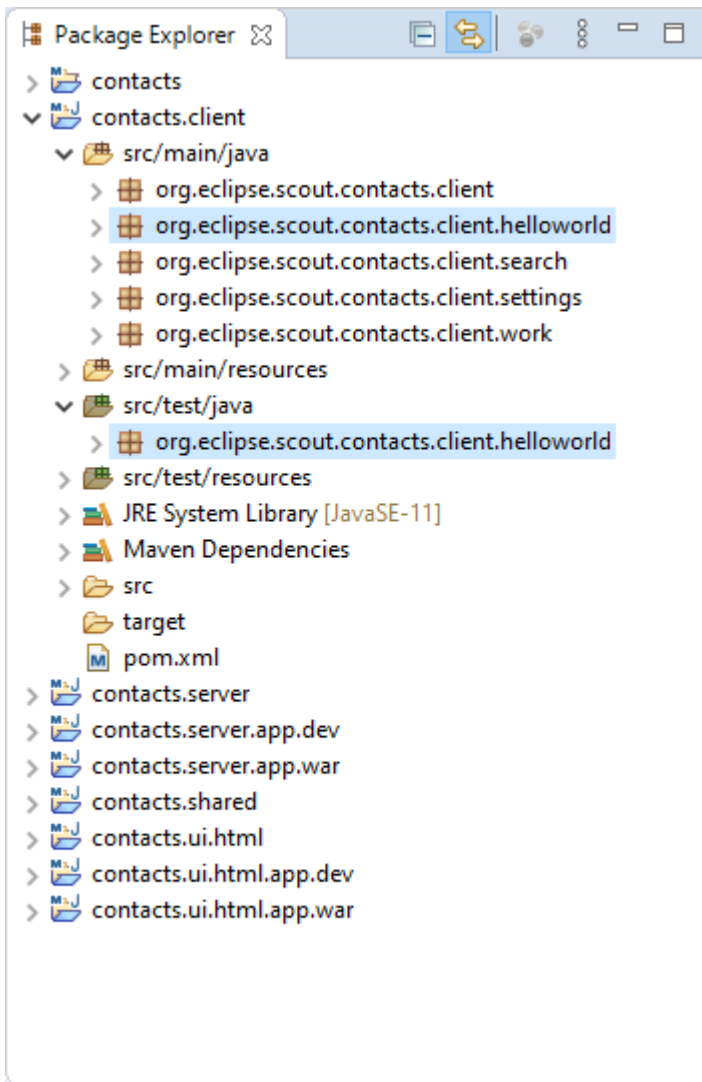 Package Explorer
contacts
contacts.client
src/main/java
org.eclipse.scout.contacts.client
org.eclipse.scout.contacts.client.helloworld
org.eclipse.scout.contacts.client.search
org.eclipse.scout.contacts.client.settings
org.eclipse.scout.contacts.client.work
src/main/resources
src/test/java
org.eclipse.scout.contacts.client.helloworld
src/test/resources
JRE System Library [JavaSE-11]
Maven Dependencies
src
target
pom.xml
contacts.server
contacts.server.app.dev
contacts.server.app.war
contacts.shared
contacts.ui.html
contacts.ui.html.app.dev
contacts.ui.html.app.war